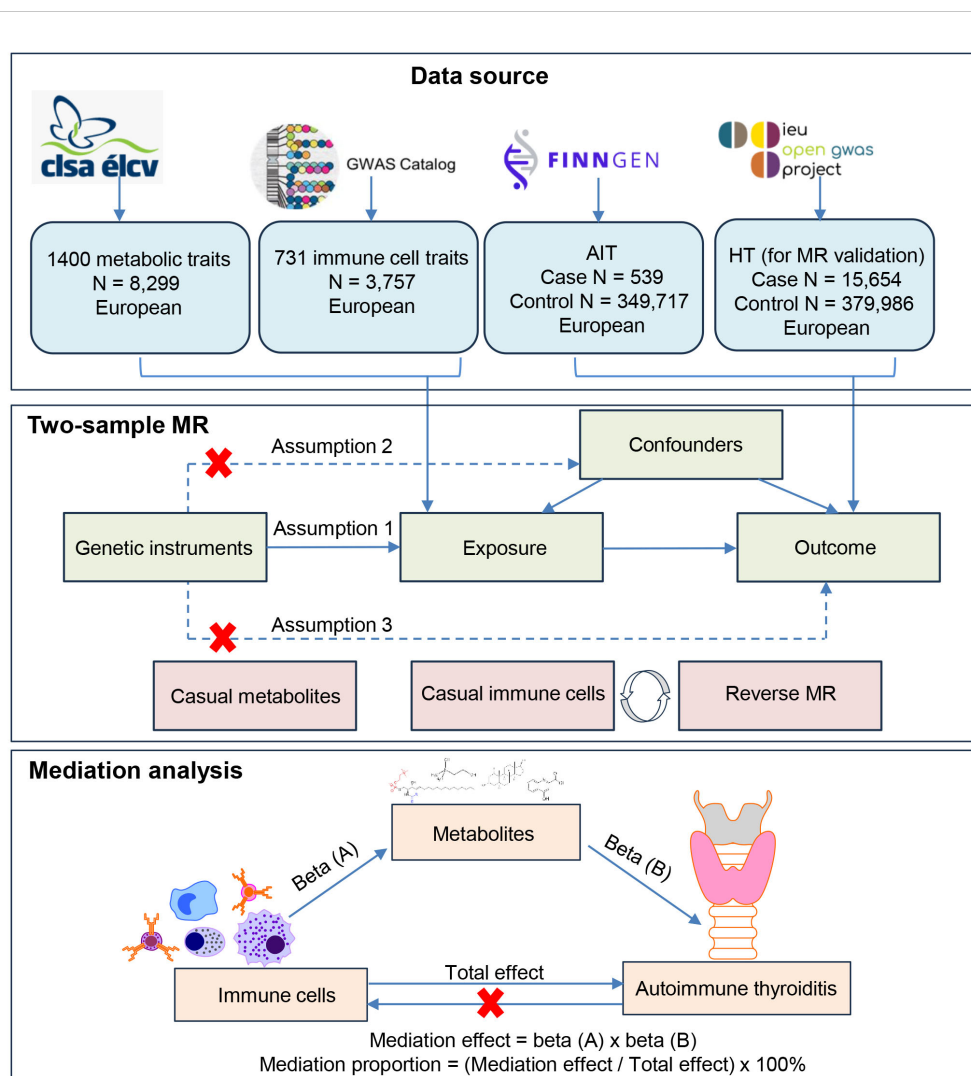 Data source
clsa élcv
GWAS Catalog
FINNGEN
ieu
open gwas
project
1400 metabolic traits
N = 8,299
European
731 immune cell traits
N = 3,757
European
AIT
Case N = 539
Control N = 349,717
European
HT (for MR validation)
Case N = 15,654
Control N = 379,986
European
Two-sample MR
Assumption 2
Confounders
Genetic instruments
Assumption 1
Exposure
Outcome
Assumption 3
Casual metabolites
Casual immune cells
Reverse MR
Mediation analysis
Metabolites
Beta (A)
Beta (B)
Immune cells
Total effect
Autoimmune thyroiditis
Mediation effect = beta (A) x beta (B)
Mediation proportion = (Mediation effect / Total effect) x 100%